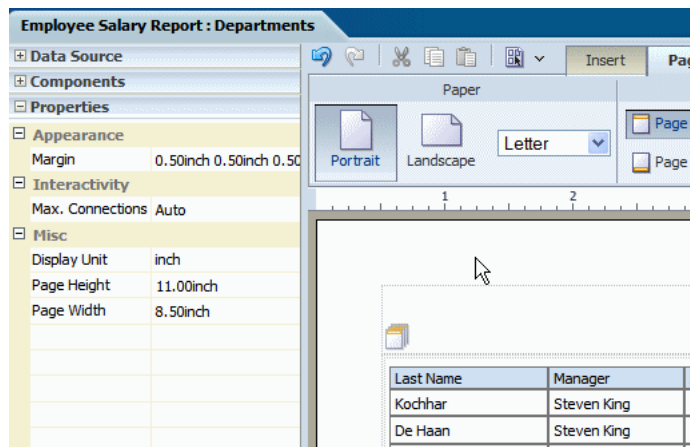 Employee Salary Report : Departments
Data Source
Components
Properties
Appearance
Margin 0.50inch 0.50inch 0.50
Interactivity
Max. Connections Auto
Misc
Display Unit inch
Page Height 11.00inch
Page Width 8.50inch
Insert Pag
Paper
Portrait Landscape Letter
Page
Page
1 2
Last Name Manager
Kochhar Steven King
De Haan Steven King